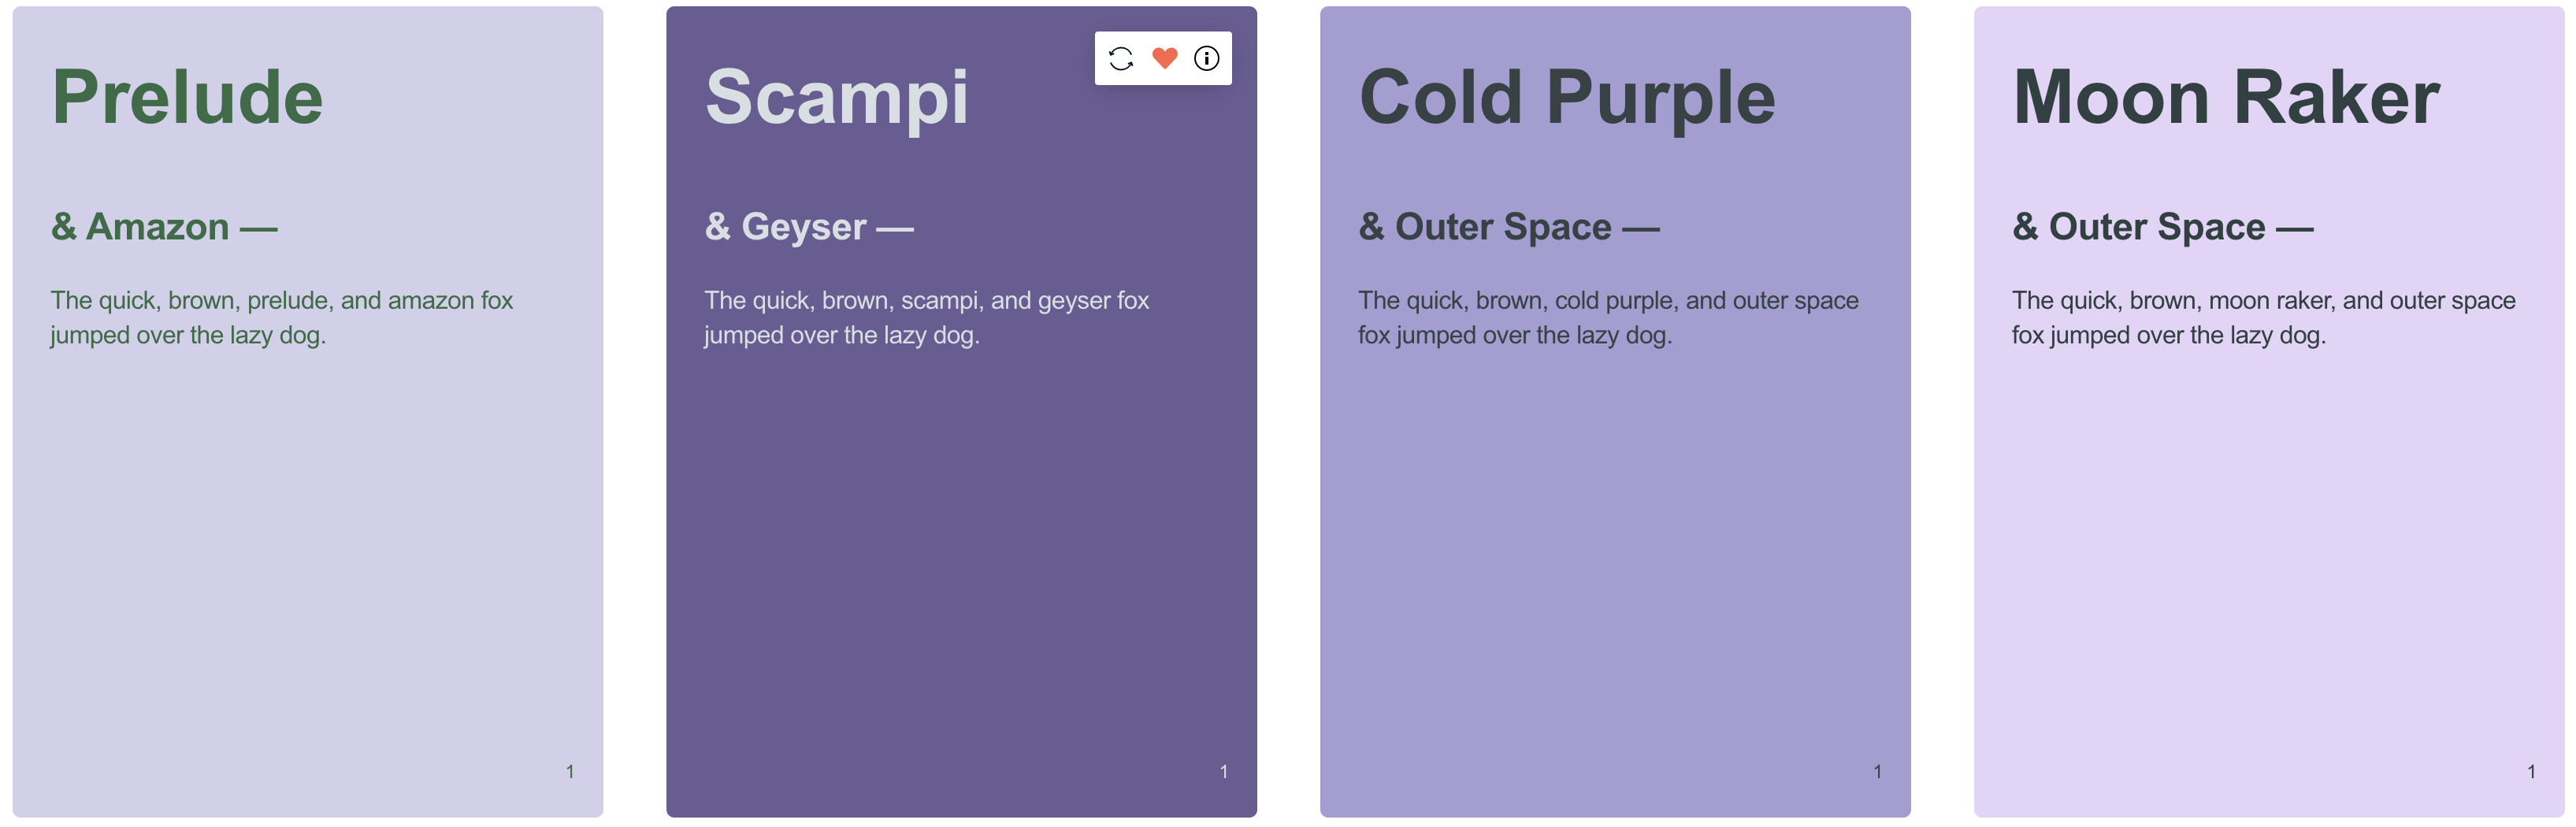 Prelude
& Amazon —
The quick, brown, prelude, and amazon fox
jumped over the lazy dog.
1
Scampi
& Geyser —
The quick, brown, scampi, and geyser fox
jumped over the lazy dog.
1
Cold Purple
& Outer Space —
The quick, brown, cold purple, and outer space
fox jumped over the lazy dog.
1
Moon Raker
& Outer Space —
The quick, brown, moon raker, and outer space
fox jumped over the lazy dog.
1